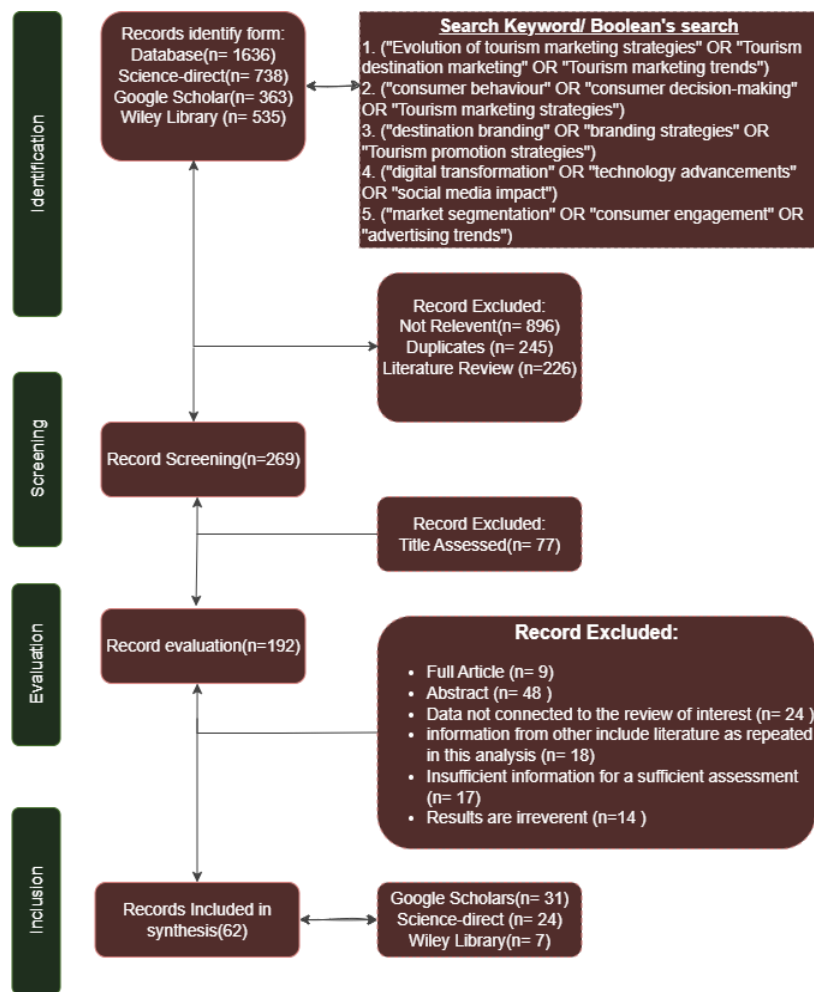 Identification
Records identify form:
Database(n= 1636)
Science-direct(n= 738)
Google Scholar(n= 363)
Wiley Library (n= 535)
Search Keyword/ Boolean's search
1. ("Evolution of tourism marketing strategies" OR "Tourism
destination marketing" OR "Tourism marketing trends")
2. ("consumer behaviour" OR "consumer decision-making"
OR "Tourism marketing strategies")
3. ("destination branding" OR "branding strategies" OR
"Tourism promotion strategies")
4. ("digital transformation" OR "technology advancements"
OR "social media impact")
5. ("market segmentation" OR "consumer engagement" OR
"advertising trends")
Record Excluded:
Not Relevent(n= 896)
Duplicates (n= 245)
Literature Review (n=226)
Screening
Record Screening(n=269)
Record Excluded:
Title Assessed(n= 77)
Evaluation
Record evaluation(n=192)
Record Excluded:
• Full Article (n= 9)
• Abstract (n= 48 )
• Data not connected to the review of interest (n= 24 )
• information from other include literature as repeated
in this analysis (n= 18)
• Insufficient information for a sufficient assessment
(n= 17)
• Results are irreverent (n=14 )
Inclusion
Records Included in
synthesis(62)
Google Scholars(n= 31)
Science-direct (n= 24)
Wiley Library(n= 7)